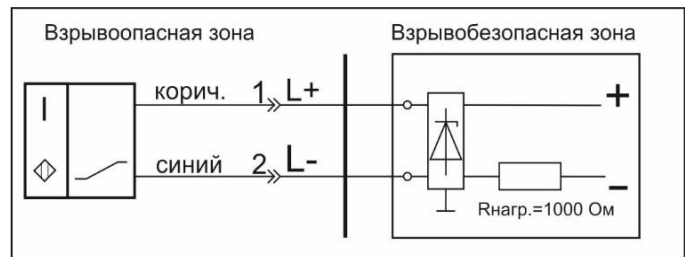 Взрывоопасная зона
Взрывобезопасная зона
I
корич. 1 L+
+
синий 2 L-
−
Rнагр.=1000 Ом